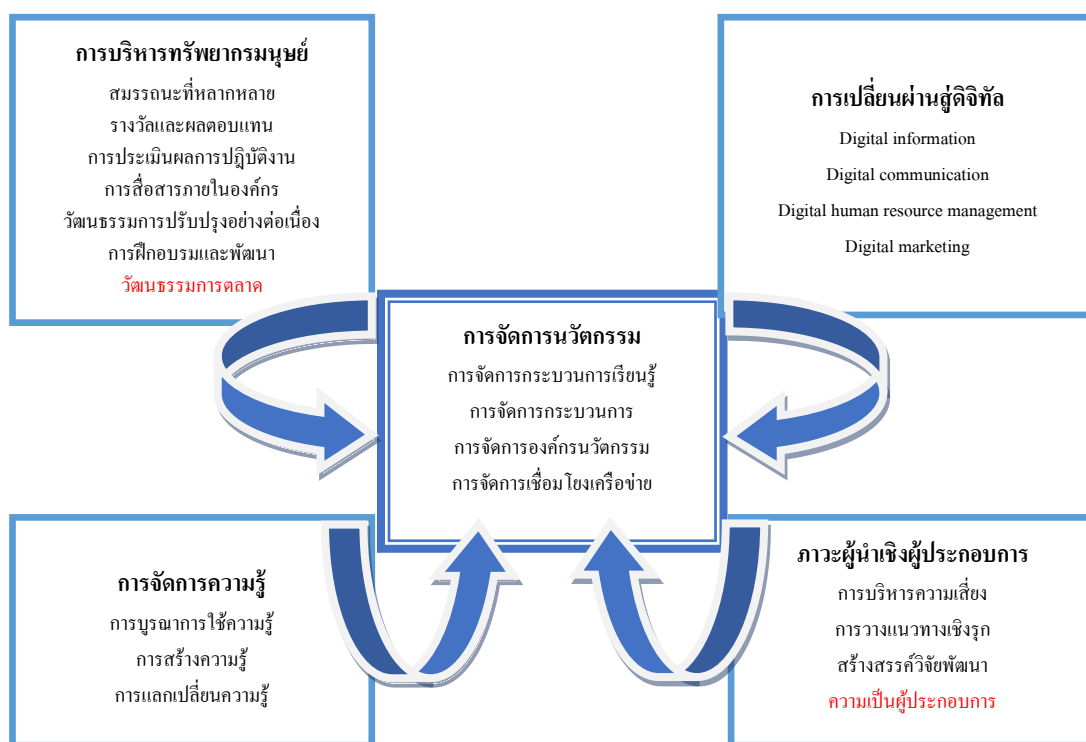 การบริหารทรัพยากรมนุษย์
สมรรถนะที่หลากหลาย
รางวัลและผลตอบแทน
การประเมินผลการปฏิบัติงาน
การสื่อสารภายในองค์กร
วัฒนธรรมการปรับปรุงอย่างต่อเนื่อง
การฝึกอบรมและพัฒนา
วัฒนธรรมการตลาด
การเปลี่ยนผ่านสู่ดิจิทัล
Digital information
Digital communication
Digital human resource management
Digital marketing
การจัดการนวัตกรรม
การจัดการกระบวนการเรียนรู้
การจัดการกระบวนการ
การจัดการองค์กรนวัตกรรม
การจัดการเชื่อมโยงเครือข่าย
การจัดการความรู้
การบูรณาการใช้ความรู้
การสร้างความรู้
การแลกเปลี่ยนความรู้
ภาวะผู้นำเชิงผู้ประกอบการ
การบริหารความเสี่ยง
การวางแนวทางเชิงรุก
สร้างสรรค์วิจัยพัฒนา
ความเป็นผู้ประกอบการ